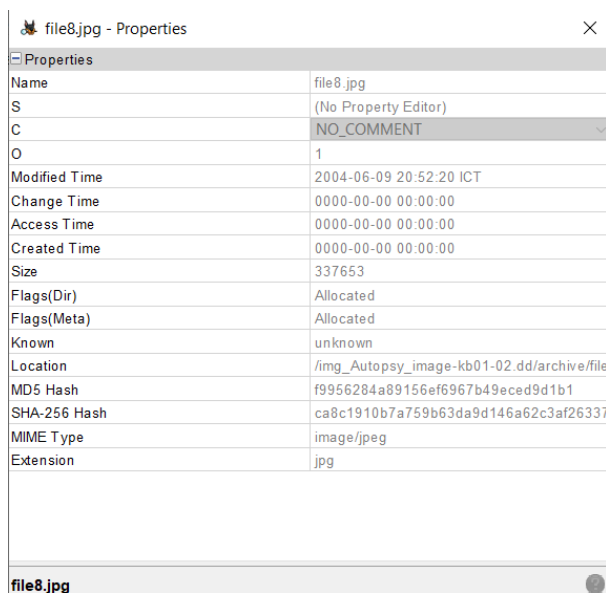 file8.jpg - Properties
Properties
Name file8.jpg
S (No Property Editor)
C NO_COMMENT
O 1
Modified Time 2004-06-09 20:52:20 ICT
Change Time 0000-00-00 00:00:00
Access Time 0000-00-00 00:00:00
Created Time 0000-00-00 00:00:00
Size 337653
Flags(Dir) Allocated
Flags(Meta) Allocated
Known unknown
Location /img_Autopsy_image-kb01-02.dd/archive/file
MD5 Hash f9956284a89156ef6967b49eced9d1b1
SHA-256 Hash ca8c1910b7a759b63da9d146a62c3af26337
MIME Type image/jpeg
Extension jpg
file8.jpg